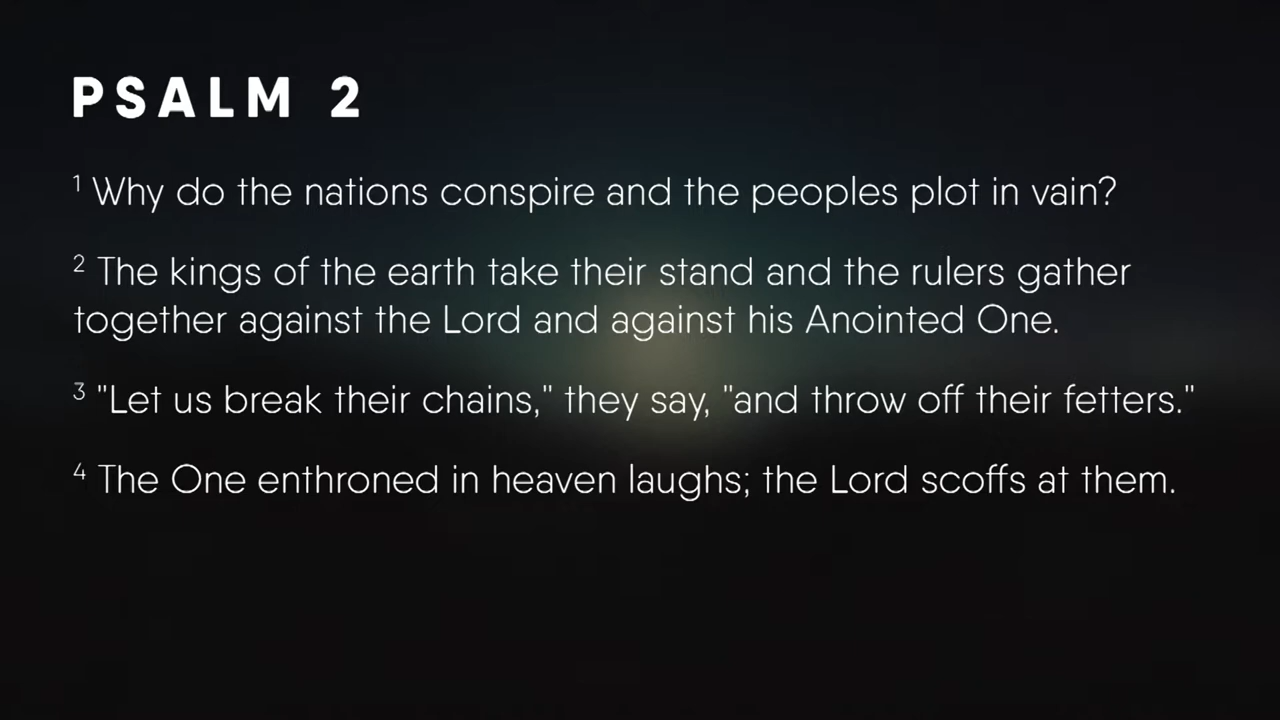 PSALM 2
1 Why do the nations conspire and the peoples plot in vain?
2 The kings of the earth take their stand and the rulers gather
together against the Lord and against his Anointed One.
3 "Let us break their chains," they say, "and throw off their fetters."
4 The One enthroned in heaven laughs; the Lord scoffs at them.